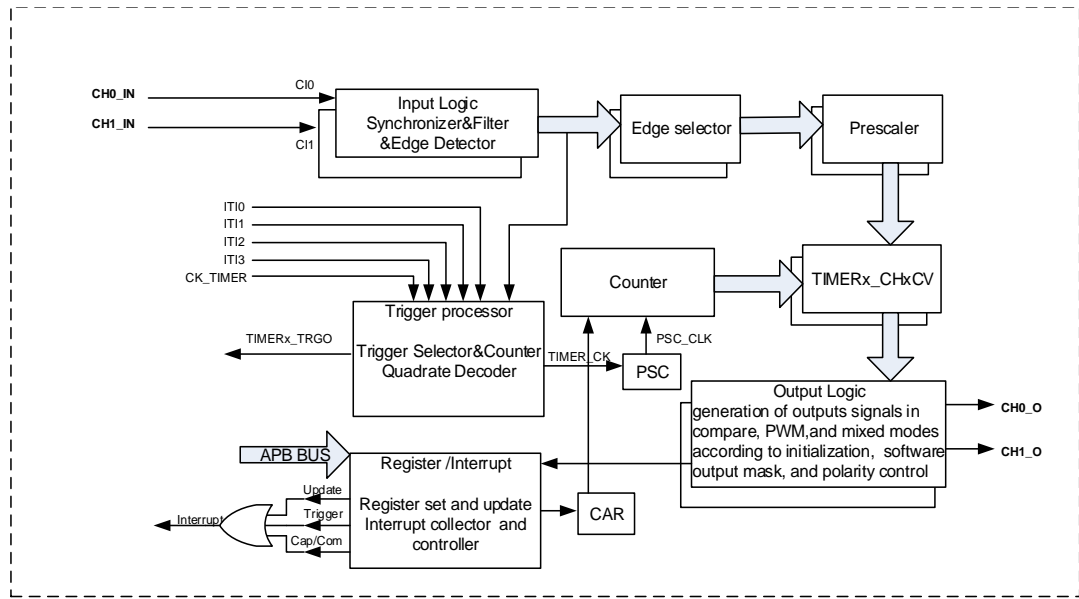 CH0_IN
CI0
CH1_IN
CI1
Input Logic
Synchronizer&Filter
&Edge Detector
Edge selector
Prescaler
ITI0
ITI1
ITI2
ITI3
CK_TIMER
Counter
TIMERx_CHxCV
Trigger processor
Trigger Selector&Counter
Quadrate Decoder
TIMERx_TRGO
TIMER_CK
PSC_CLK
PSC
Output Logic
generation of outputs signals in
compare, PWM,and mixed modes
according to initialization, software
output mask, and polarity control
CH0_O
CH1_O
APB BUS
Register /Interrupt
Register set and update
Interrupt collector and
controller
CAR
Update
Trigger
Cap/Com
Interrupt